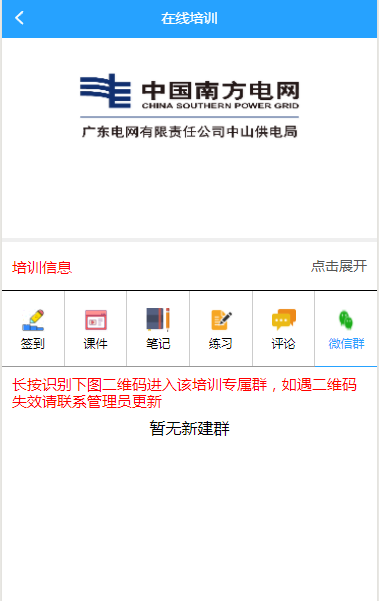 在线培训
中国南方电网
CHINA SOUTHERN POWER GRID
广东电网有限责任公司中山供电局
培训信息
点击展开
签到
课件
笔记
练习
评论
微信群
长按识别下图二维码进入该培训专属群，如遇二维码
失效请联系管理员更新
暂无新建群